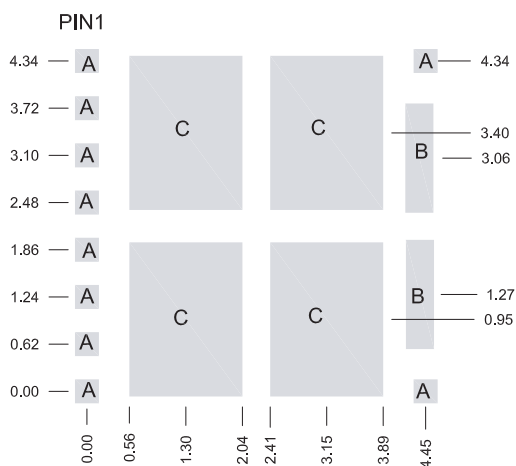 PIN1
4.34 A A 4.34
3.72 A
C C 3.40
3.10 A B 3.06
2.48 A
1.86 A
1.24 A B 1.27
C C 0.95
0.62 A
0.00 A A
0.00 0.56 1.30 2.04 2.41 3.15 3.89 4.45